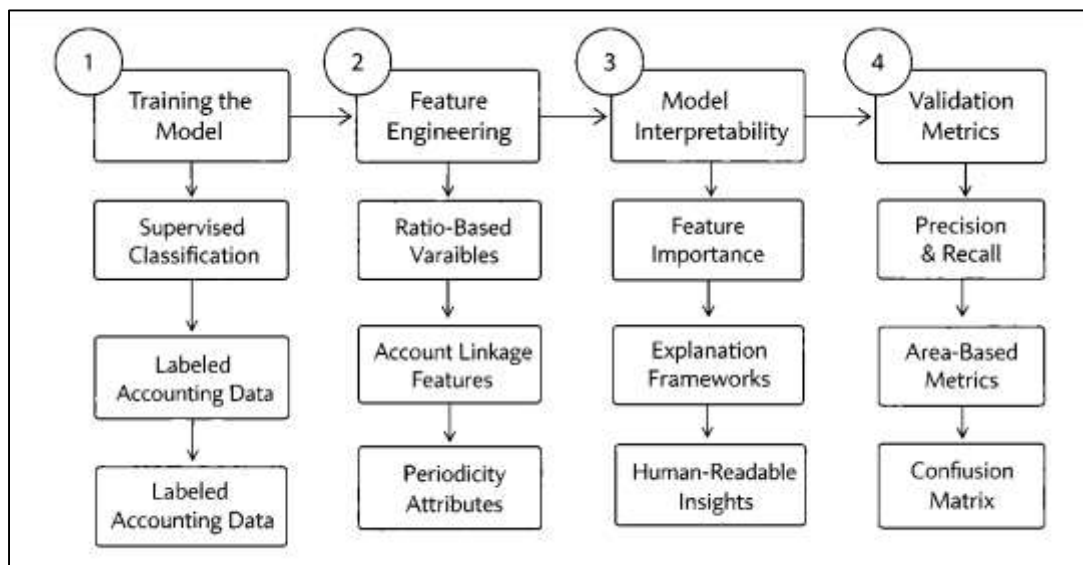 1
Training the
Model
2
Feature
Engineering
3
Model
Interpretability
4
Validation
Metrics
Supervised
Classification
Ratio-Based
Varaibles
Feature
Importance
Precision
& Recall
Labeled
Accounting Data
Account Linkage
Features
Explanation
Frameworks
Area-Based
Metrics
Labeled
Accounting Data
Periodicity
Attributes
Human-Readable
Insights
Confiusion
Matrix